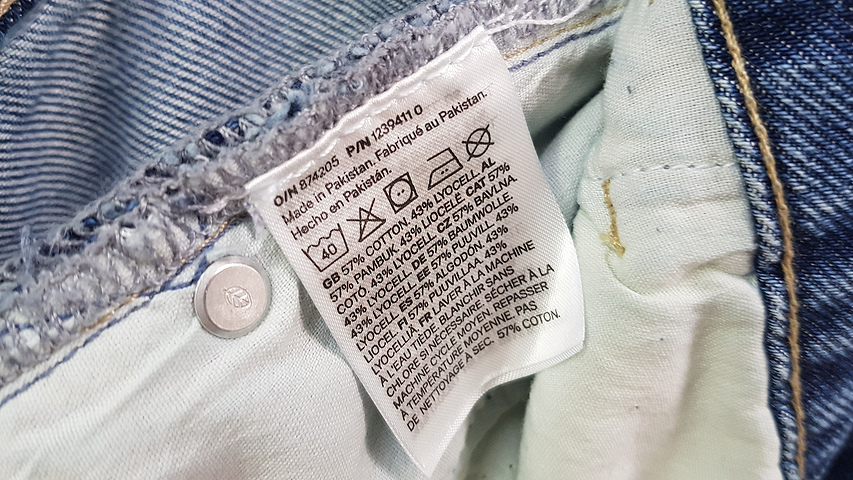 O/N 874205 P/N 1239411 0
Made in Pakistan. Fabriqué au Pakistan.
Hecho en Pakistán.
40
GB 57% COTTON. 43% LYOCELL. AL
57% PAMBUK. 43% LIOCELË. CAT 57%
COTÓ. 43% LYOCELL. CZ 57% BAVLNA.
43% LYOCELL. DE 57% BAUMWOLLE.
43% LYOCELL. EE 57% PUUVILL. 43%
LIOCELL. ES 57% ALGODÓN. 43%
LYOCELL. FI 57% PUUVILLAA. 43%
LYOCELLIÄ. FR LAVER À LA MACHINE
À L'EAU TIÈDE. BLANCHIR SANS
CHLORE SI NÉCESSAIRE. SÉCHER À LA
MACHINE CYCLE MOYENNE. REPASSER
À TEMPÉRATURE MOYENNE. PAS
DE NETTOYAGE À SEC. 57% COTON.